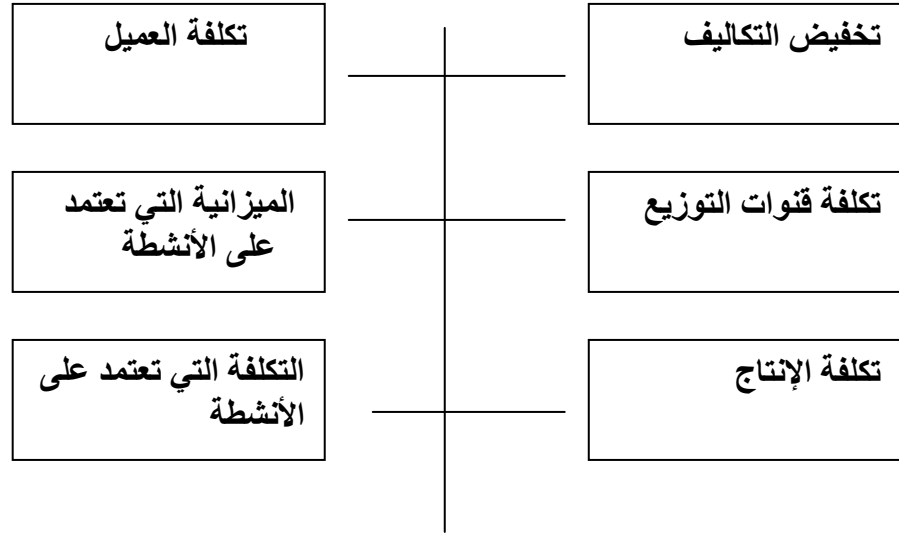 تخفيض التكاليف
تكلفة العميل
تكلفة قنوات التوزيع
الميزانية التي تعتمد
على الأنشطة
تكلفة الإنتاج
التكلفة التي تعتمد على
الأنشطة